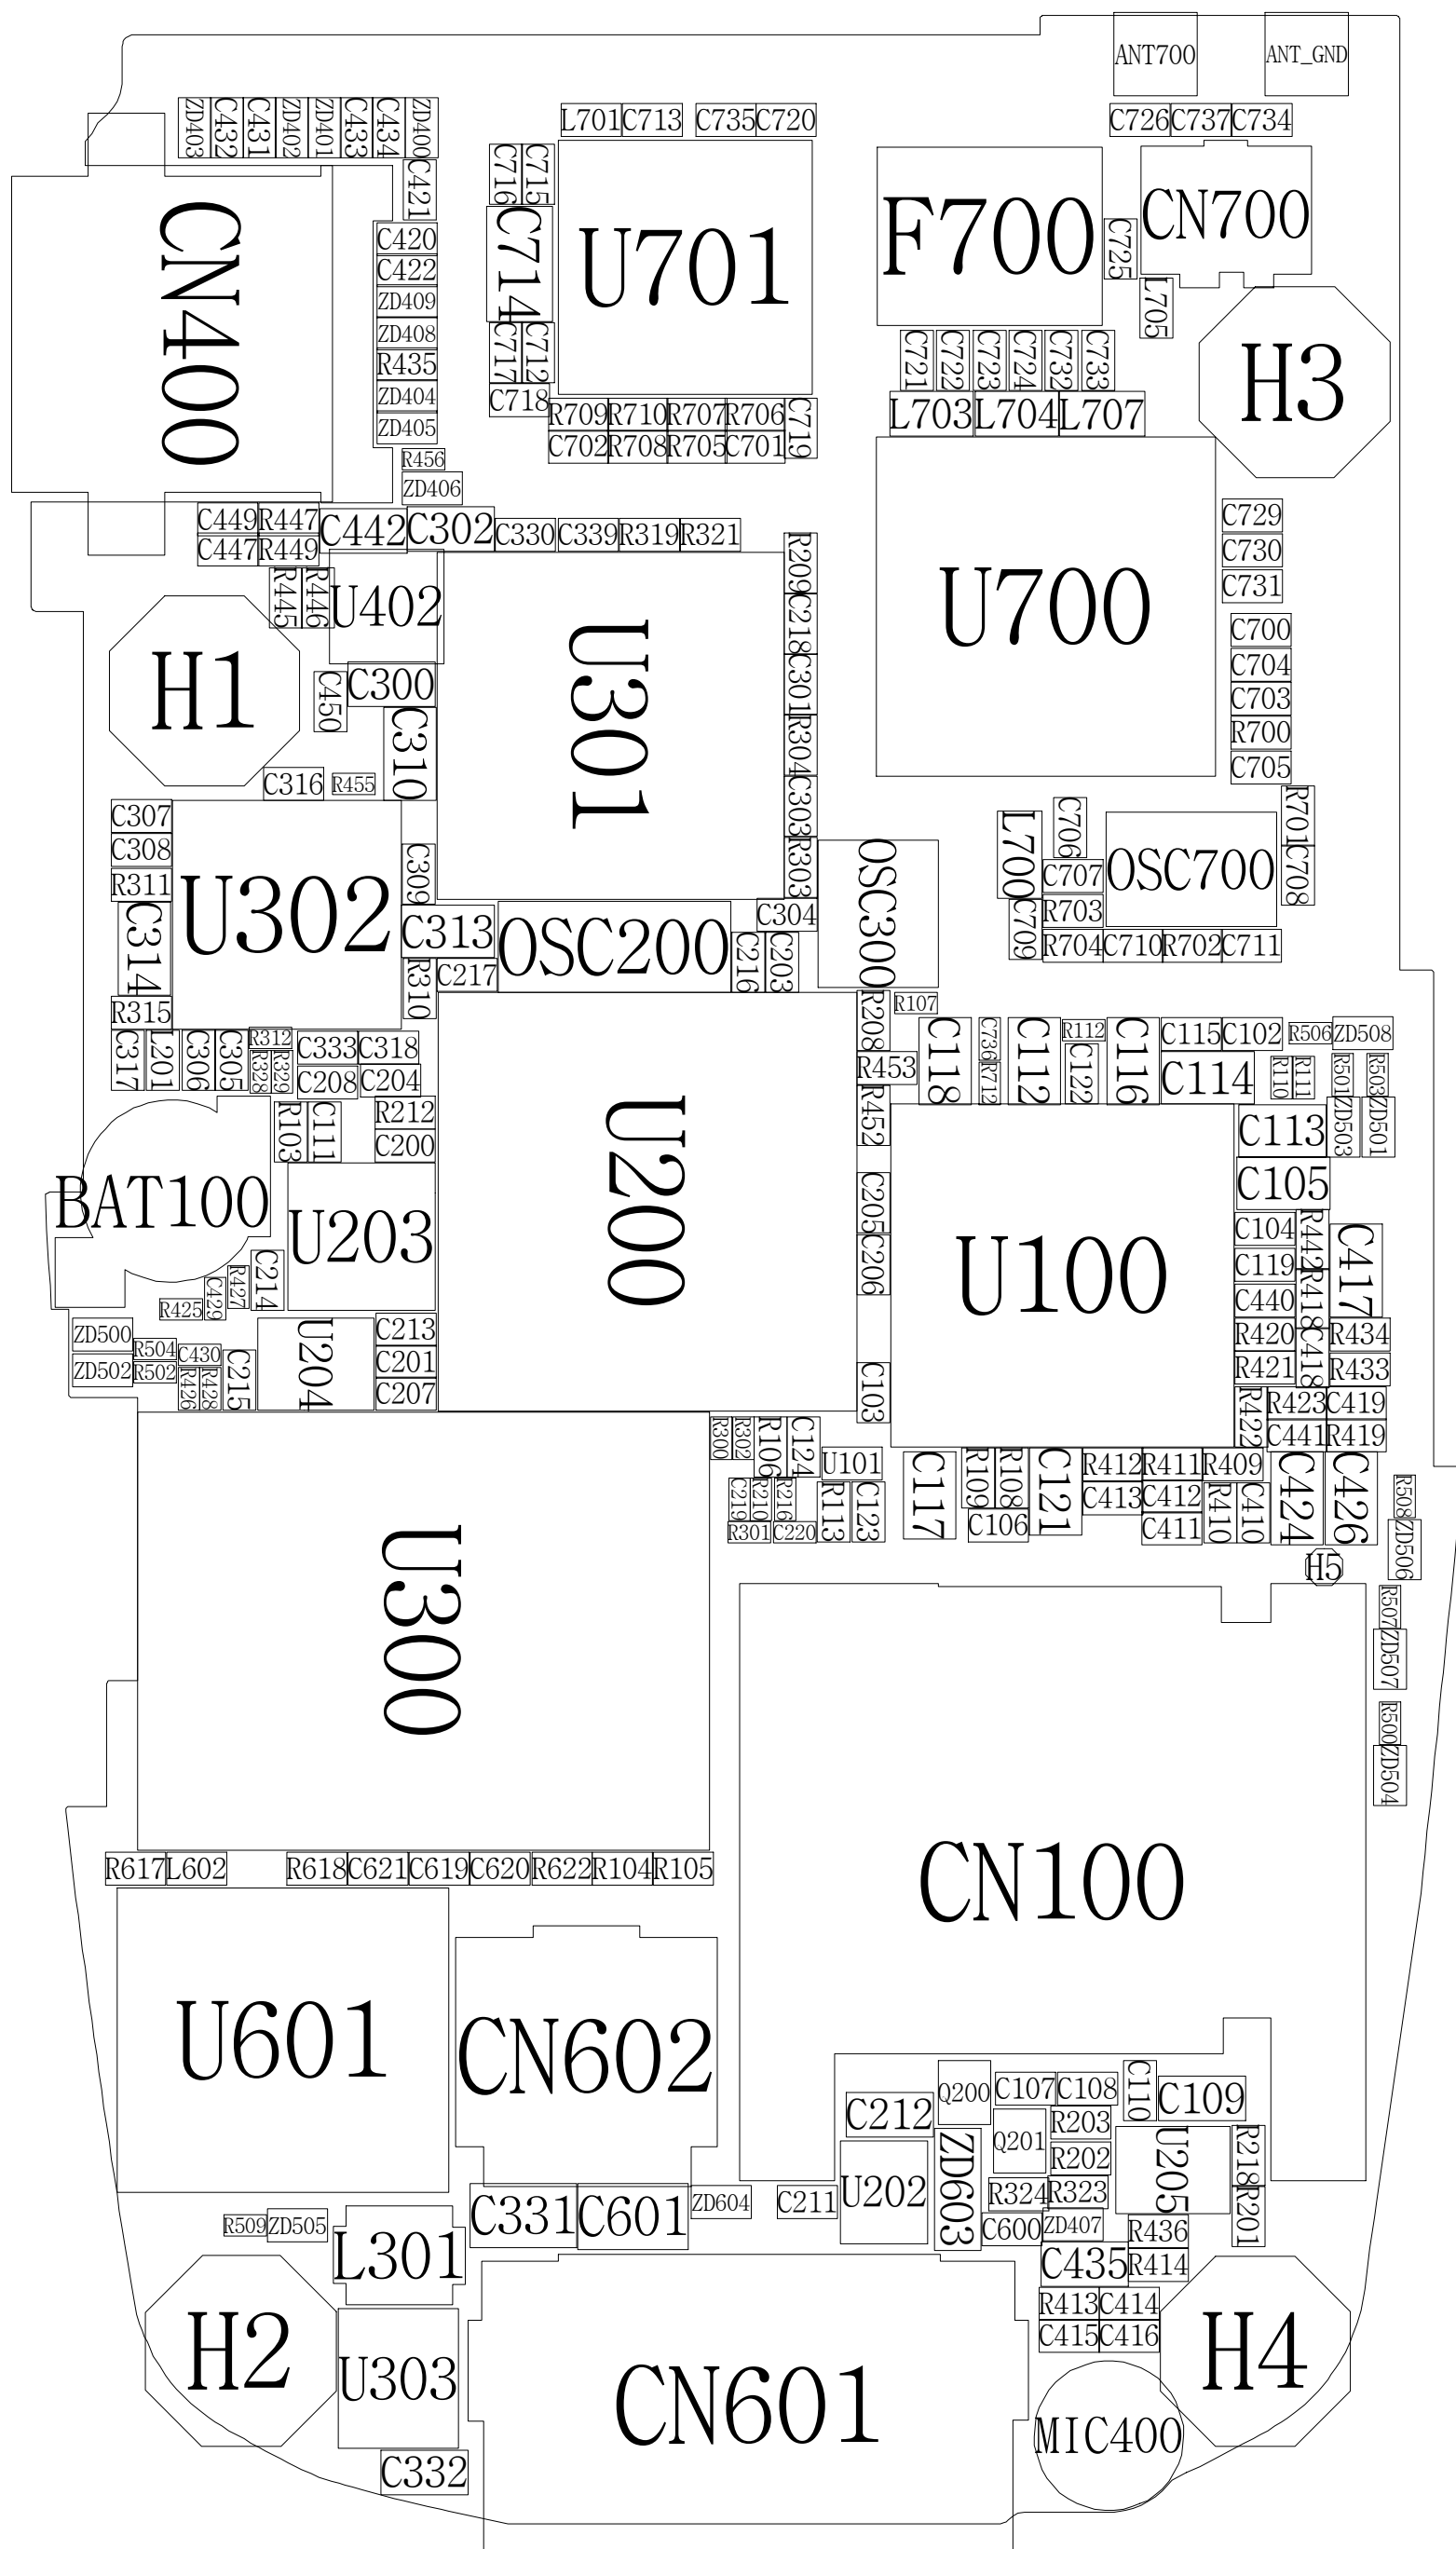 ANT700 ANT_GND
ZD403 C432 C431 ZD402 ZD401 C433 C434 ZD400
L701 C713 C735 C720
C726 C737 C734
C421 C716 C715
CN400 C420 C714 U701 F700 C725 CN700
C422
ZD409
L705
ZD408 C717 C712 C721 C722 C723 C724 C732 C733 H3
R435
ZD404 C718
ZD405 R709 R710 R707 R706 C719 L703 L704 L707
C702 R708 R705 C701
R456
ZD406
C449 R447 C442 C302 C330 C339 R319 R321 C729
C447 R449 R209 C730
R445 R446 U402 C218 U700 C731
C700
H1 C450 C300 U301 C301 C704
C703
C310 R304 R700
C316 R455 C705
C307 C303 L700 C706 R701
C308 C309 R303 OSC300 C707 OSC700 C708
R311 U302
C314 C313 OSC200 C304 C709 R703
C217 C216 C203 R704 C710 R702 C711
R315 R310 R208 R107
C317 L201 C306 C305 R312 C333 C318 C118 C736 C112 R112 C116 C115 C102 R506 ZD508
R328 R329 C208 C204 R453 R712 C122 C114 R110 R111 R501 R503
R103 C111 R212 R452 C113 ZD503 ZD501
C200
BAT100 U203 U200 C205 U100 C105
C104 R442 C417
C206 C119
R425 C429 R427 C214 C440 R418
ZD500 R504 U204 C213 R420 R434
ZD502 R502 C430 C215 C201 C103 R421 C418 R433
R426 R428 C207 R422 R423 C419
C441 R419
R300 R302 R106 C124 U101 C117 R109 R108 C121 R412 R411 R409 C424 C426
C219 R210 R216 R113 C123 C413 C412 R410 C410 R508
R301 C220 C106 C411 ZD506
H5
U300 R507
ZD507
R500
ZD504
R617 L602 R618 C621 C619 C620 R622 R104 R105 CN100
U601 CN602
Q200 C107 C108 C110 C109
C212 R203
ZD603 Q201 R202 U205 R218
C331 C601 ZD604 C211 U202 R324 R323 R201
R509 ZD505 L301 C600 ZD407 R436
C435 R414
H2 R413 C414 H4
U303 C415 C416
CN601 MIC400
C332